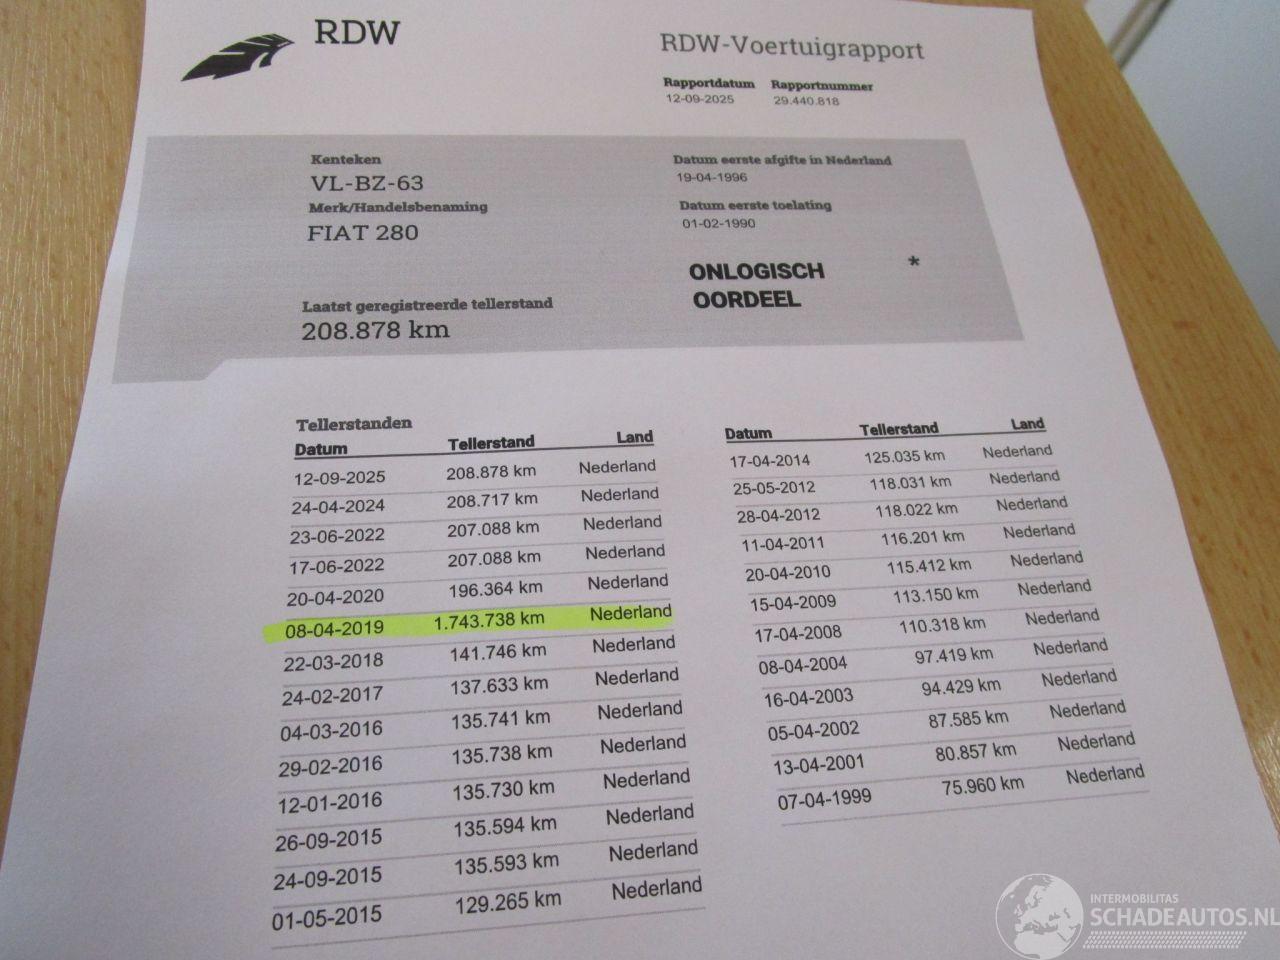 RDW
RDW-Voertuigrapport
Rapportdatum Rapportnummer
12-09-2025 29.440.818
Kenteken
VL-BZ-63
Merk/Handelsbenaming
FIAT 280
Laatst geregistreerde tellerstand
208.878 km
Datum eerste afgifte in Nederland
19-04-1996
Datum eerste toelating
01-02-1990
ONLOGISCH *
OORDEEL
Tellerstanden
Datum Tellerstand Land
12-09-2025 208.878 km Nederland
24-04-2024 208.717 km Nederland
23-06-2022 207.088 km Nederland
17-06-2022 207.088 km Nederland
20-04-2020 196.364 km Nederland
08-04-2019 1.743.738 km Nederland
22-03-2018 141.746 km Nederland
24-02-2017 137.633 km Nederland
04-03-2016 135.741 km Nederland
29-02-2016 135.738 km Nederland
12-01-2016 135.730 km Nederland
26-09-2015 135.594 km Nederland
24-09-2015 135.593 km Nederland
01-05-2015 129.265 km Nederland
Datum Tellerstand Land
17-04-2014 125.035 km Nederland
25-05-2012 118.031 km Nederland
28-04-2012 118.022 km Nederland
11-04-2011 116.201 km Nederland
20-04-2010 115.412 km Nederland
15-04-2009 113.150 km Nederland
17-04-2008 110.318 km Nederland
08-04-2004 97.419 km Nederland
16-04-2003 94.429 km Nederland
05-04-2002 87.585 km Nederland
13-04-2001 80.857 km Nederland
07-04-1999 75.960 km Nederland
INTERMOBILITAS
SCHADEAUTOS.NL